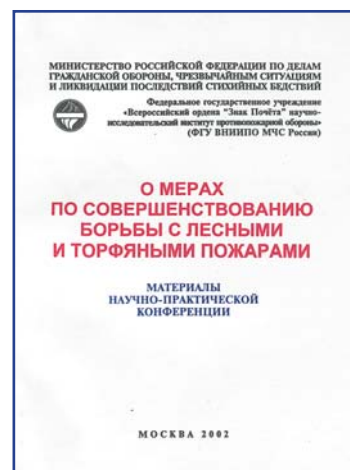 МИНИСТЕРСТВО РОССИЙСКОЙ ФЕДЕРАЦИИ ПО ДЕЛАМ
ГРАЖДАНСКОЙ ОБОРОНЫ, ЧРЕЗВЫЧАЙНЫМ СИТУАЦИЯМ
И ЛИКВИДАЦИИ ПОСЛЕДСТВИЙ СТИХИЙНЫХ БЕДСТВИЙ
Федеральное государственное учреждение
«Всероссийский ордена "Знак Почёта" научно-
исследовательский институт противопожарной обороны»
(ФГУ ВНИИПО МЧС России)
О МЕРАХ
ПО СОВЕРШЕНСТВОВАНИЮ
БОРЬБЫ С ЛЕСНЫМИ
И ТОРФЯНЫМИ ПОЖАРАМИ
МАТЕРИАЛЫ
НАУЧНО-ПРАКТИЧЕСКОЙ
КОНФЕРЕНЦИИ
МОСКВА 2002